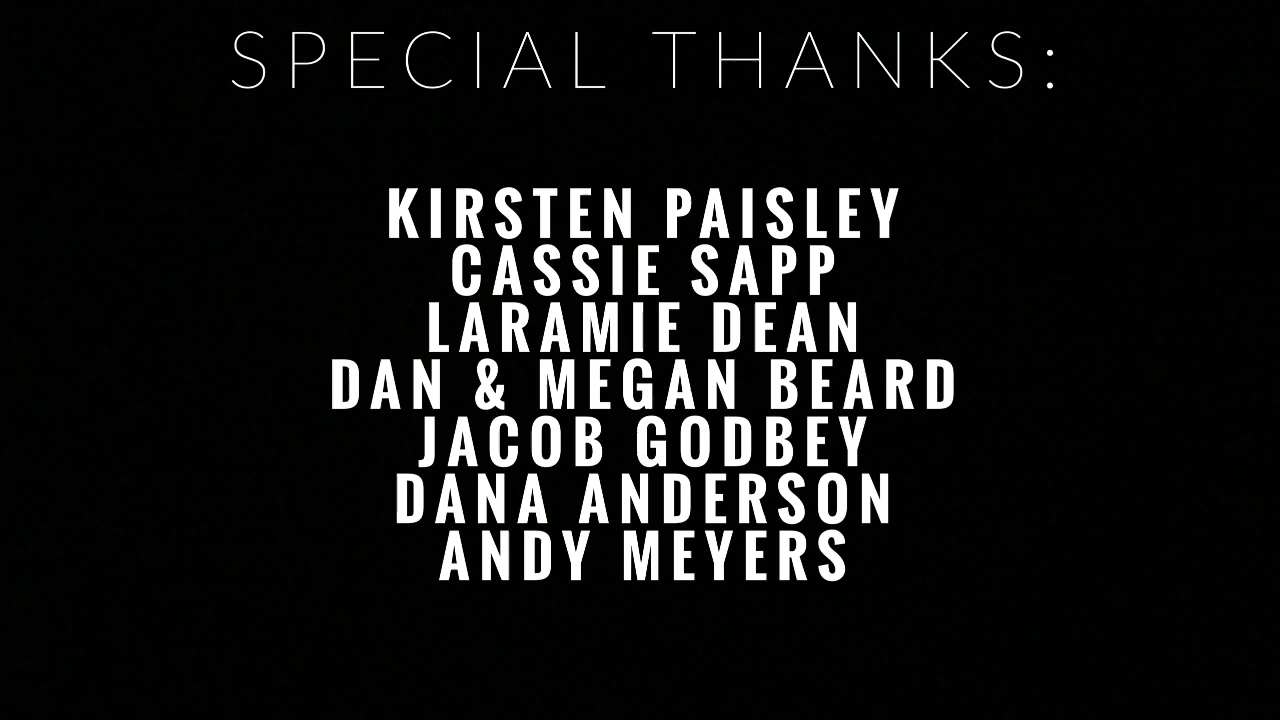 SPECIAL THANKS:
KIRSTEN PAISLEY
CASSIE SAPP
LARAMIE DEAN
DAN & MEGAN BEARD
JACOB GODBEY
DANA ANDERSON
ANDY MEYERS